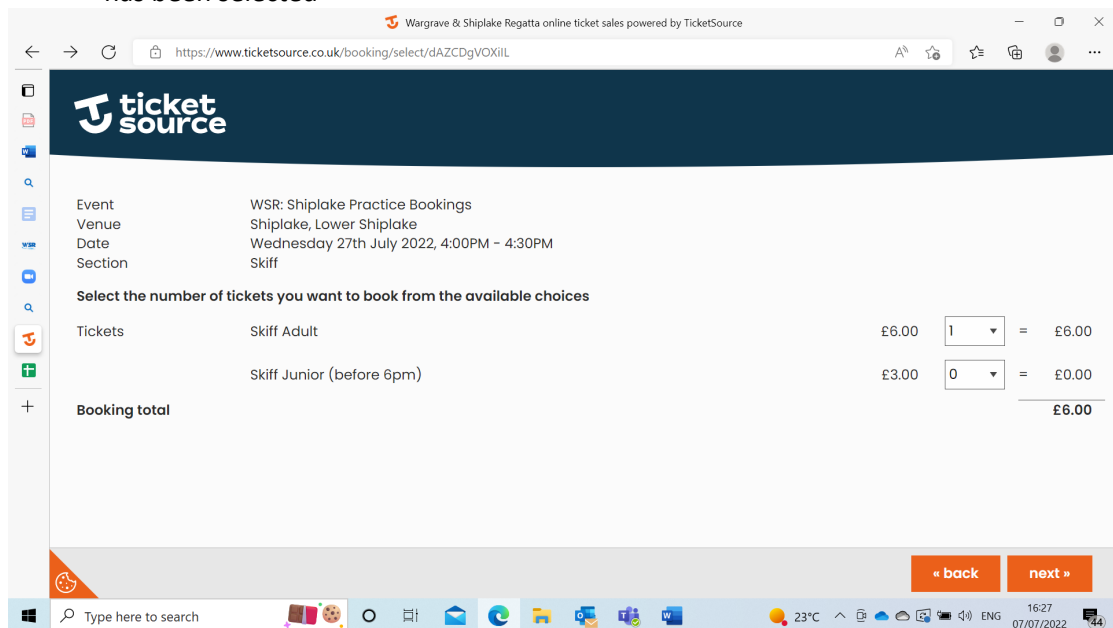 has been selected
Wargrave & Shiplake Regatta online ticket sales powered by TicketSource
https://www.ticketsource.co.uk/booking/select/dAZCDgVOXiIL
ticket
source
Event WSR: Shiplake Practice Bookings
Venue Shiplake, Lower Shiplake
Date Wednesday 27th July 2022, 4:00PM - 4:30PM
Section Skiff
Select the number of tickets you want to book from the available choices
Tickets Skiff Adult £6.00 1 = £6.00
Skiff Junior (before 6pm) £3.00 0 = £0.00
Booking total £6.00
« back next »
Type here to search 23°C ENG 16:27
07/07/2022 44